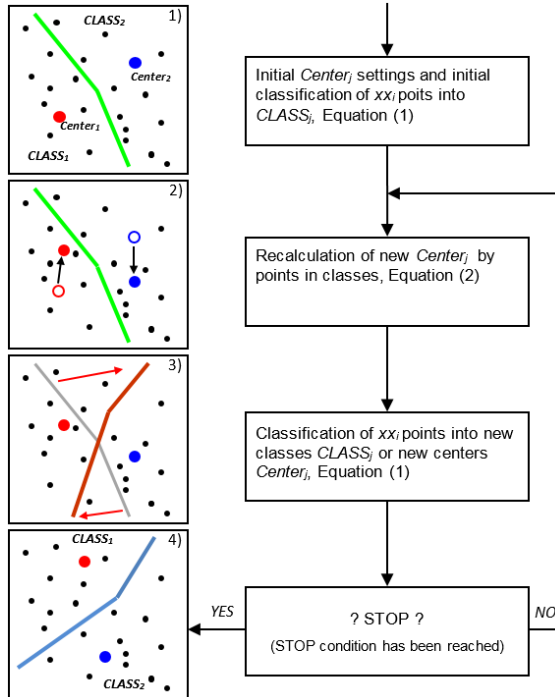 1)
CLASS₂
Center₂
Center₁
CLASS₁
Initial Centerⱼ settings and initial
classification of xxᵢ poits into
CLASSⱼ, Equation (1)
2)
Recalculation of new Centerⱼ by
points in classes, Equation (2)
3)
Classification of xxᵢ points into new
classes CLASSⱼ or new centers
Centerⱼ, Equation (1)
4)
CLASS₁
CLASS₂
YES
? STOP ?
(STOP condition has been reached)
NO